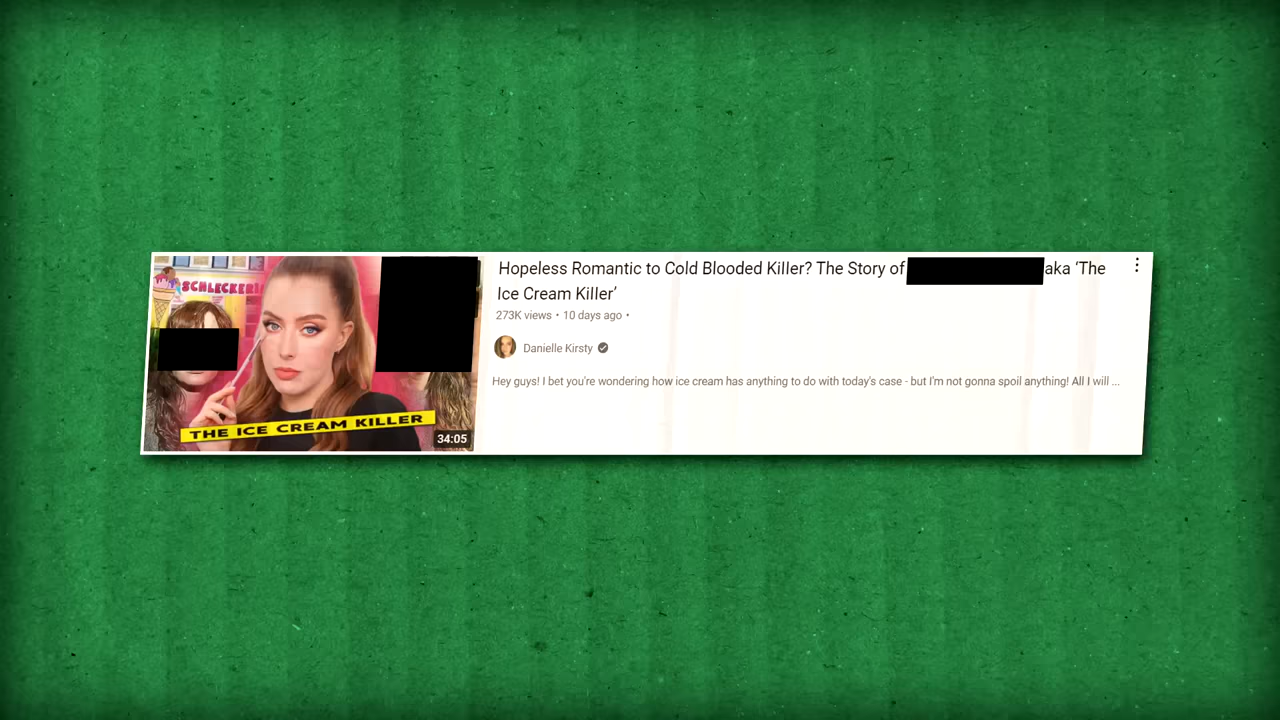 SCHLECKERI
THE ICE CREAM KILLER
34:05
Hopeless Romantic to Cold Blooded Killer? The Story of aka ‘The
Ice Cream Killer’
273K views • 10 days ago •
Danielle Kirsty
Hey guys! I bet you're wondering how ice cream has anything to do with today's case - but I'm not gonna spoil anything! All I will ...